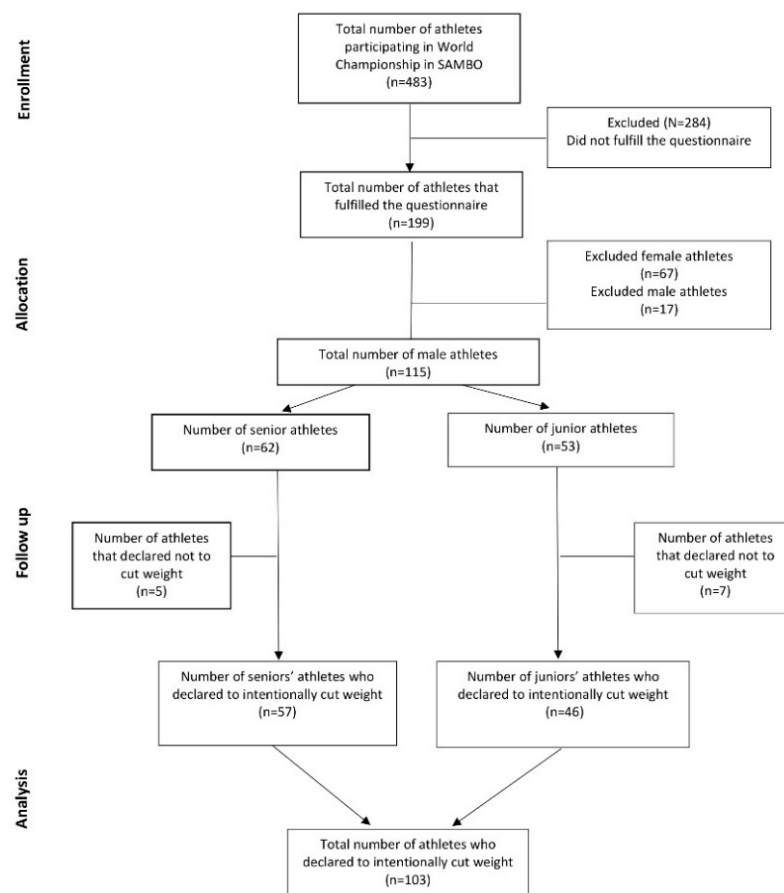 Enrollment
Total number of athletes
participating in World
Championship in SAMBO
(n=483)
Excluded (N=284)
Did not fulfill the questionnaire
Total number of athletes that
fulfilled the questionnaire
(n=199)
Allocation
Excluded female athletes
(n=67)
Excluded male athletes
(n=17)
Total number of male athletes
(n=115)
Number of senior athletes
(n=62)
Number of junior athletes
(n=53)
Follow up
Number of athletes
that declared not to
cut weight
(n=5)
Number of athletes
that declared not to
cut weight
(n=7)
Number of seniors' athletes who
declared to intentionally cut weight
(n=57)
Number of juniors' athletes who
declared to intentionally cut weight
(n=46)
Analysis
Total number of athletes who
declared to intentionally cut weight
(n=103)